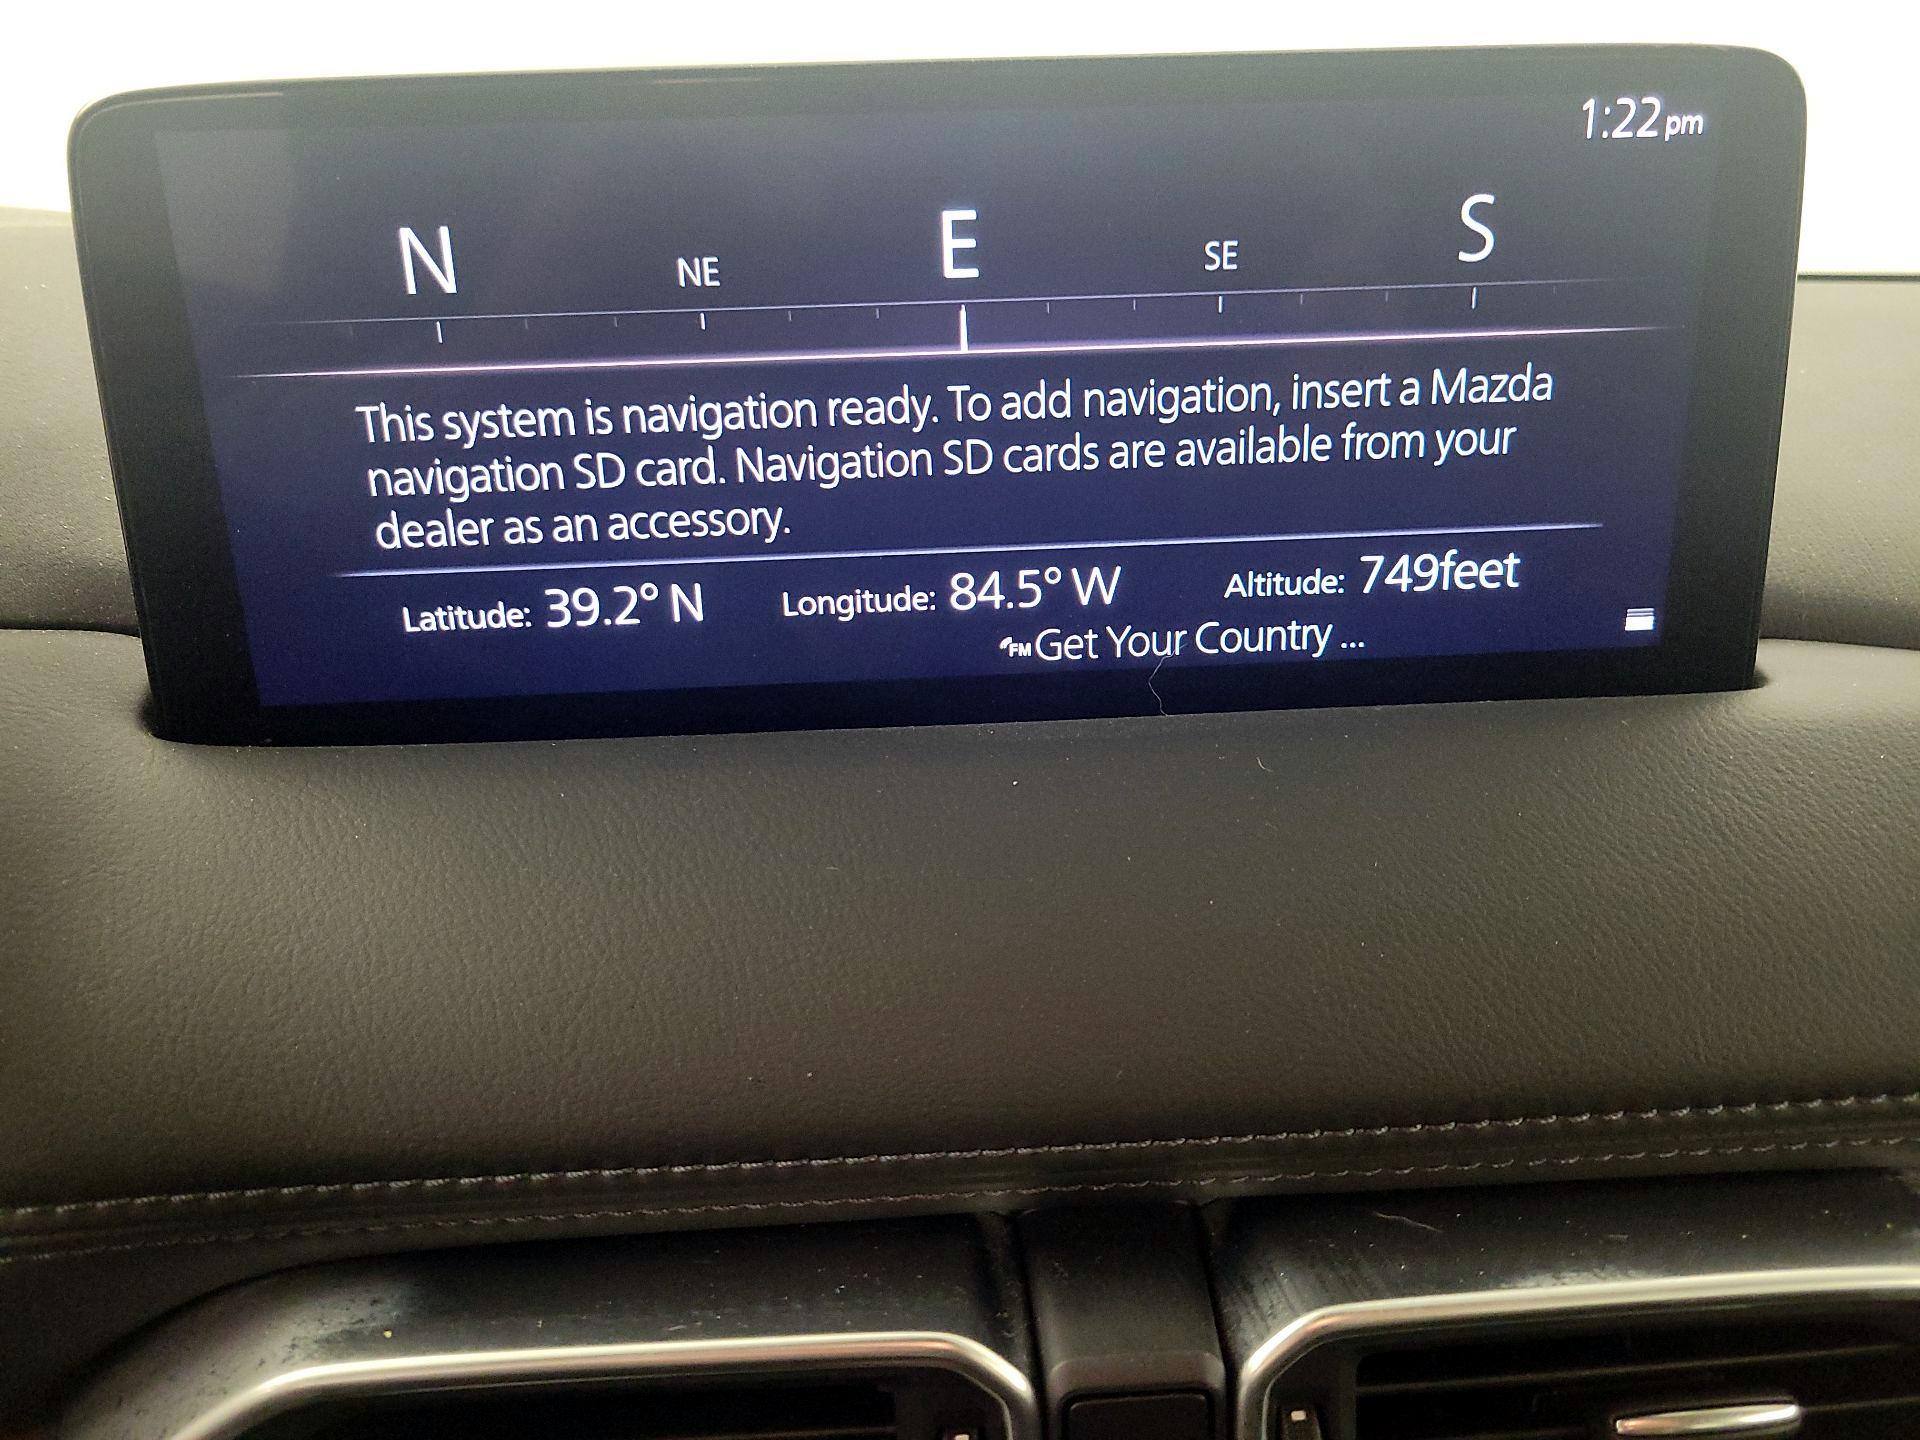 1:22 pm
N NE E SE S
This system is navigation ready. To add navigation, insert a Mazda
navigation SD card. Navigation SD cards are available from your
dealer as an accessory.
Latitude: 39.2° N Longitude: 84.5° W Altitude: 749feet
FM Get Your Country ...